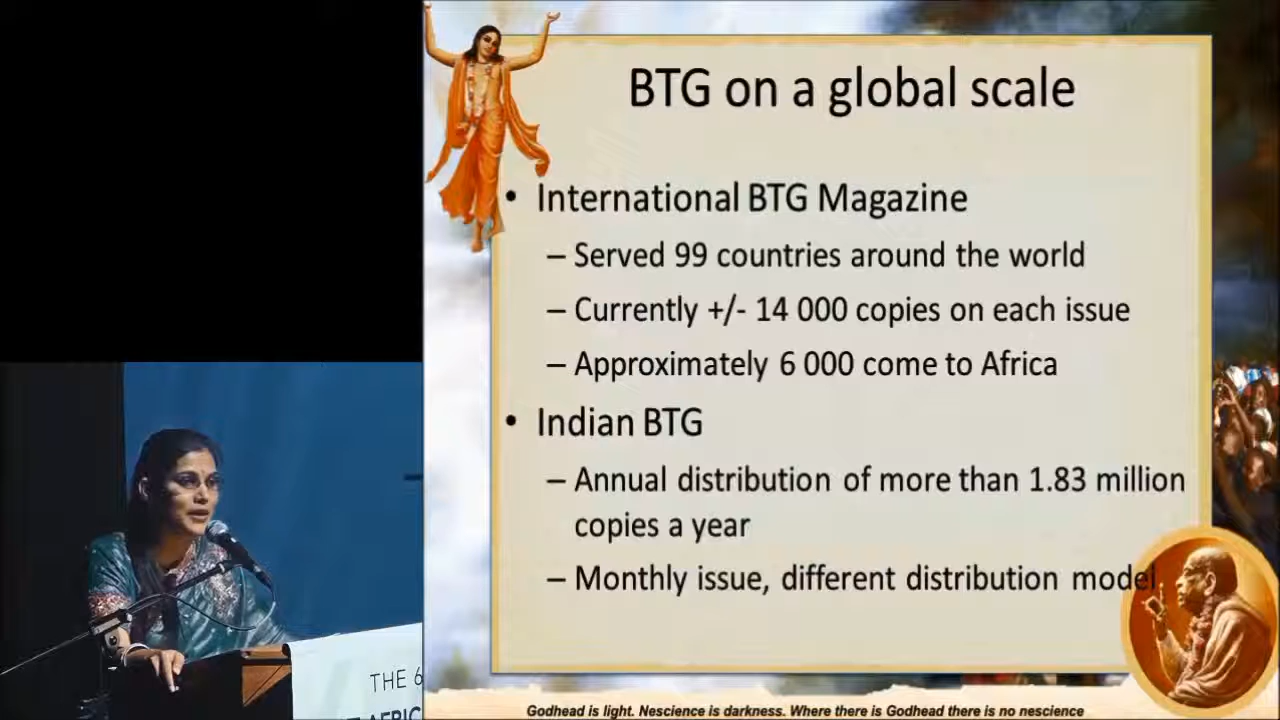 BTG on a global scale
• International BTG Magazine
– Served 99 countries around the world
– Currently +/- 14 000 copies on each issue
– Approximately 6 000 come to Africa
• Indian BTG
– Annual distribution of more than 1.83 million
copies a year
– Monthly issue, different distribution model
THE 6
AFRIC
Godhead is light. Nescience is darkness. Where there is Godhead there is no nescience